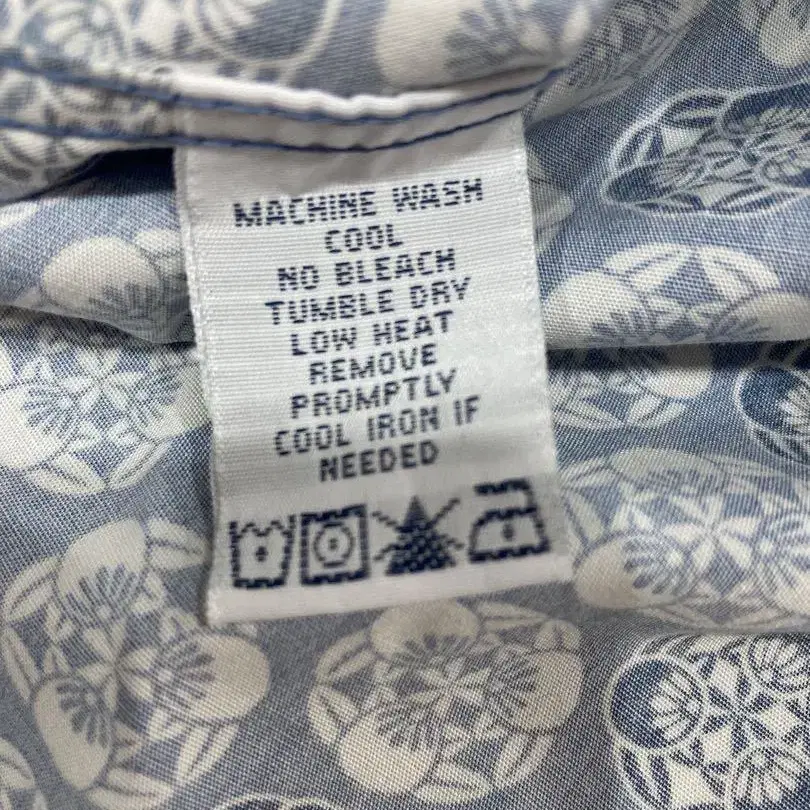 MACHINE WASH
COOL
NO BLEACH
TUMBLE DRY
LOW HEAT
REMOVE
PROMPTLY
COOL IRON IF
NEEDED